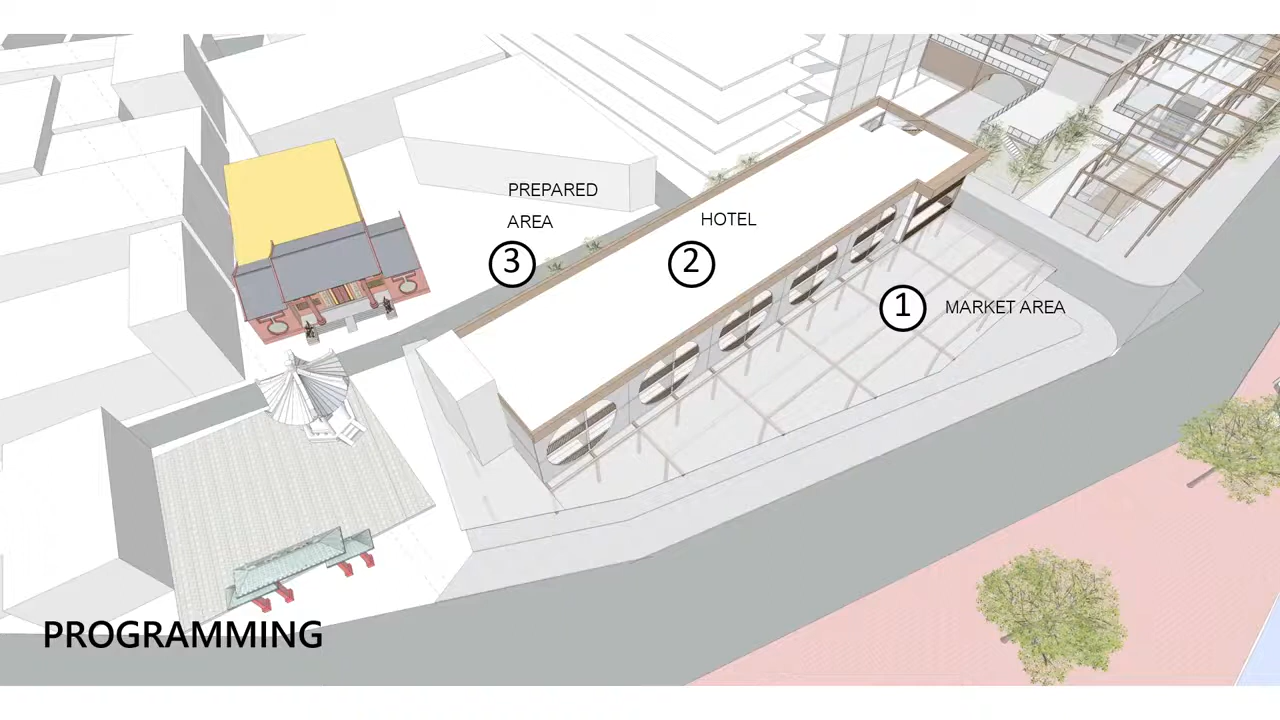 PREPARED
AREA
3
HOTEL
2
1
MARKET AREA
PROGRAMMING